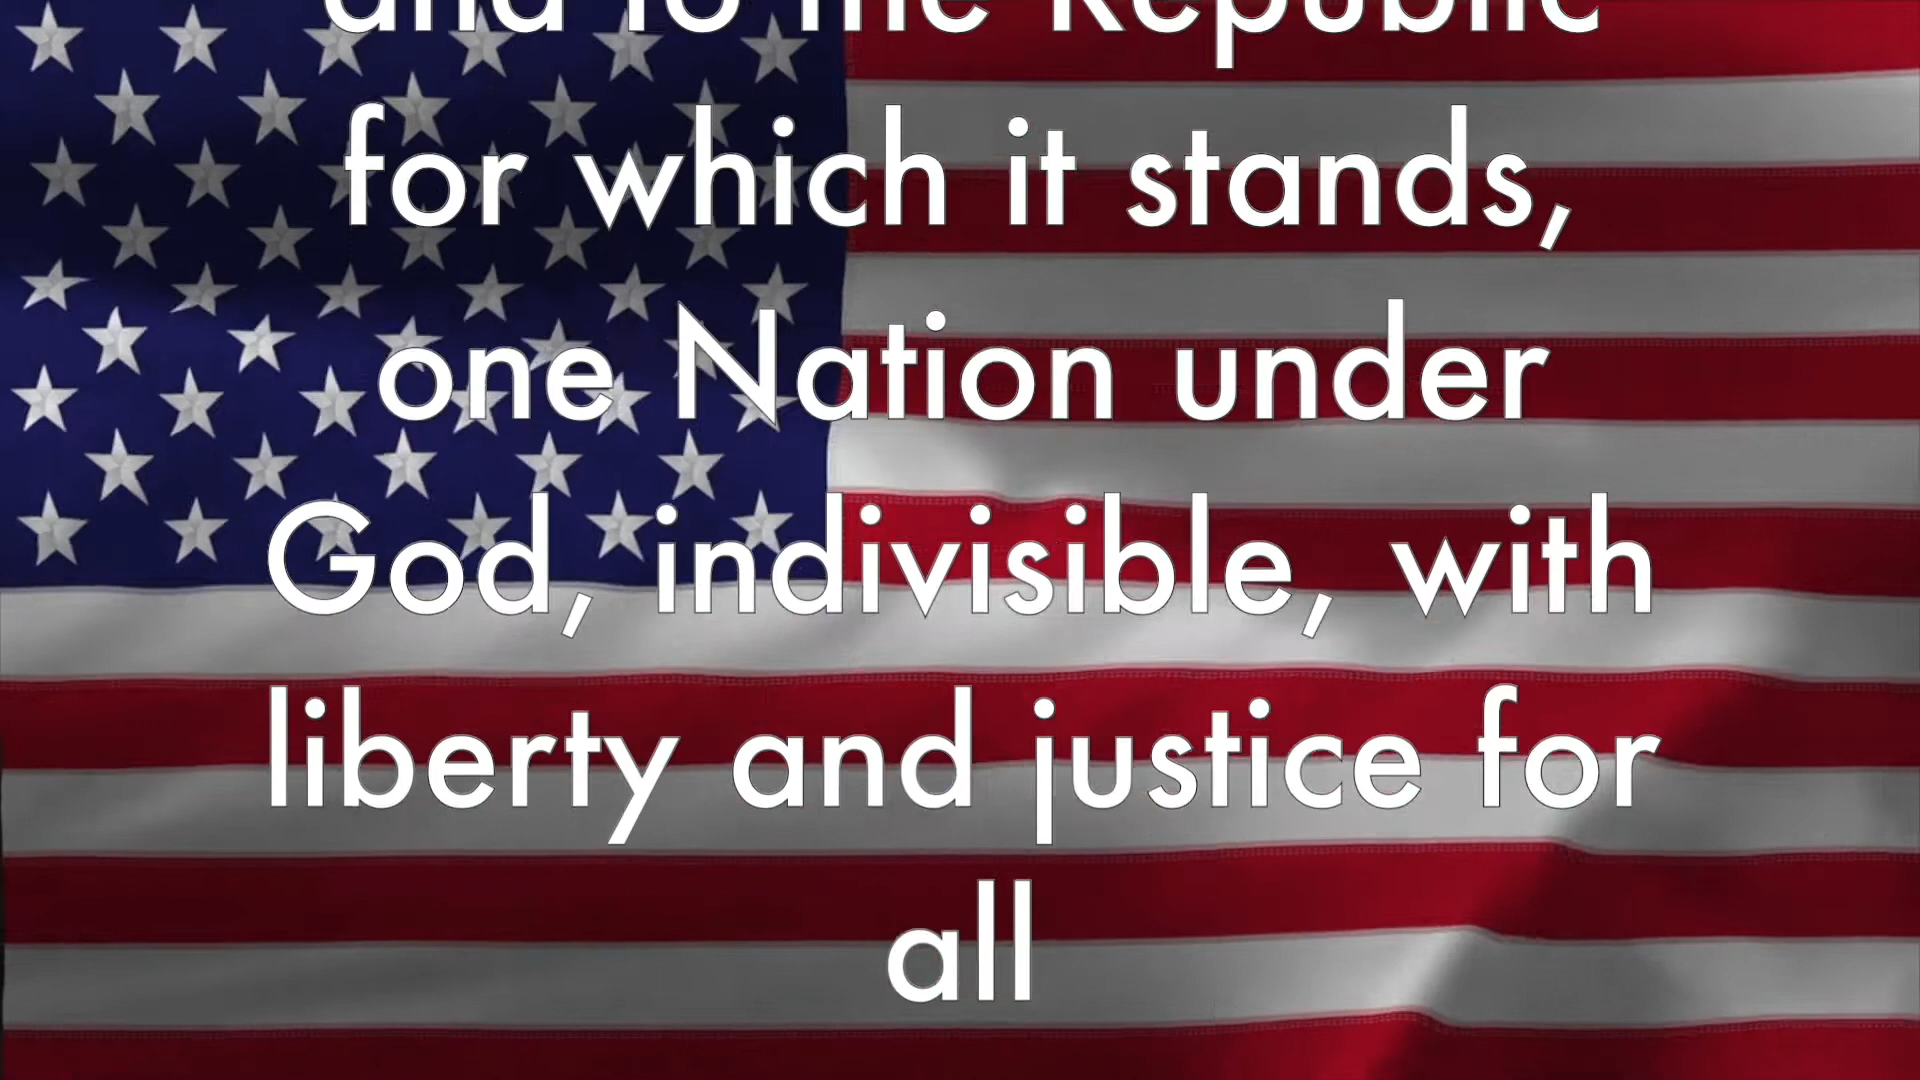 and to the Republic
for which it stands,
one Nation under
God, indivisible, with
liberty and justice for
all